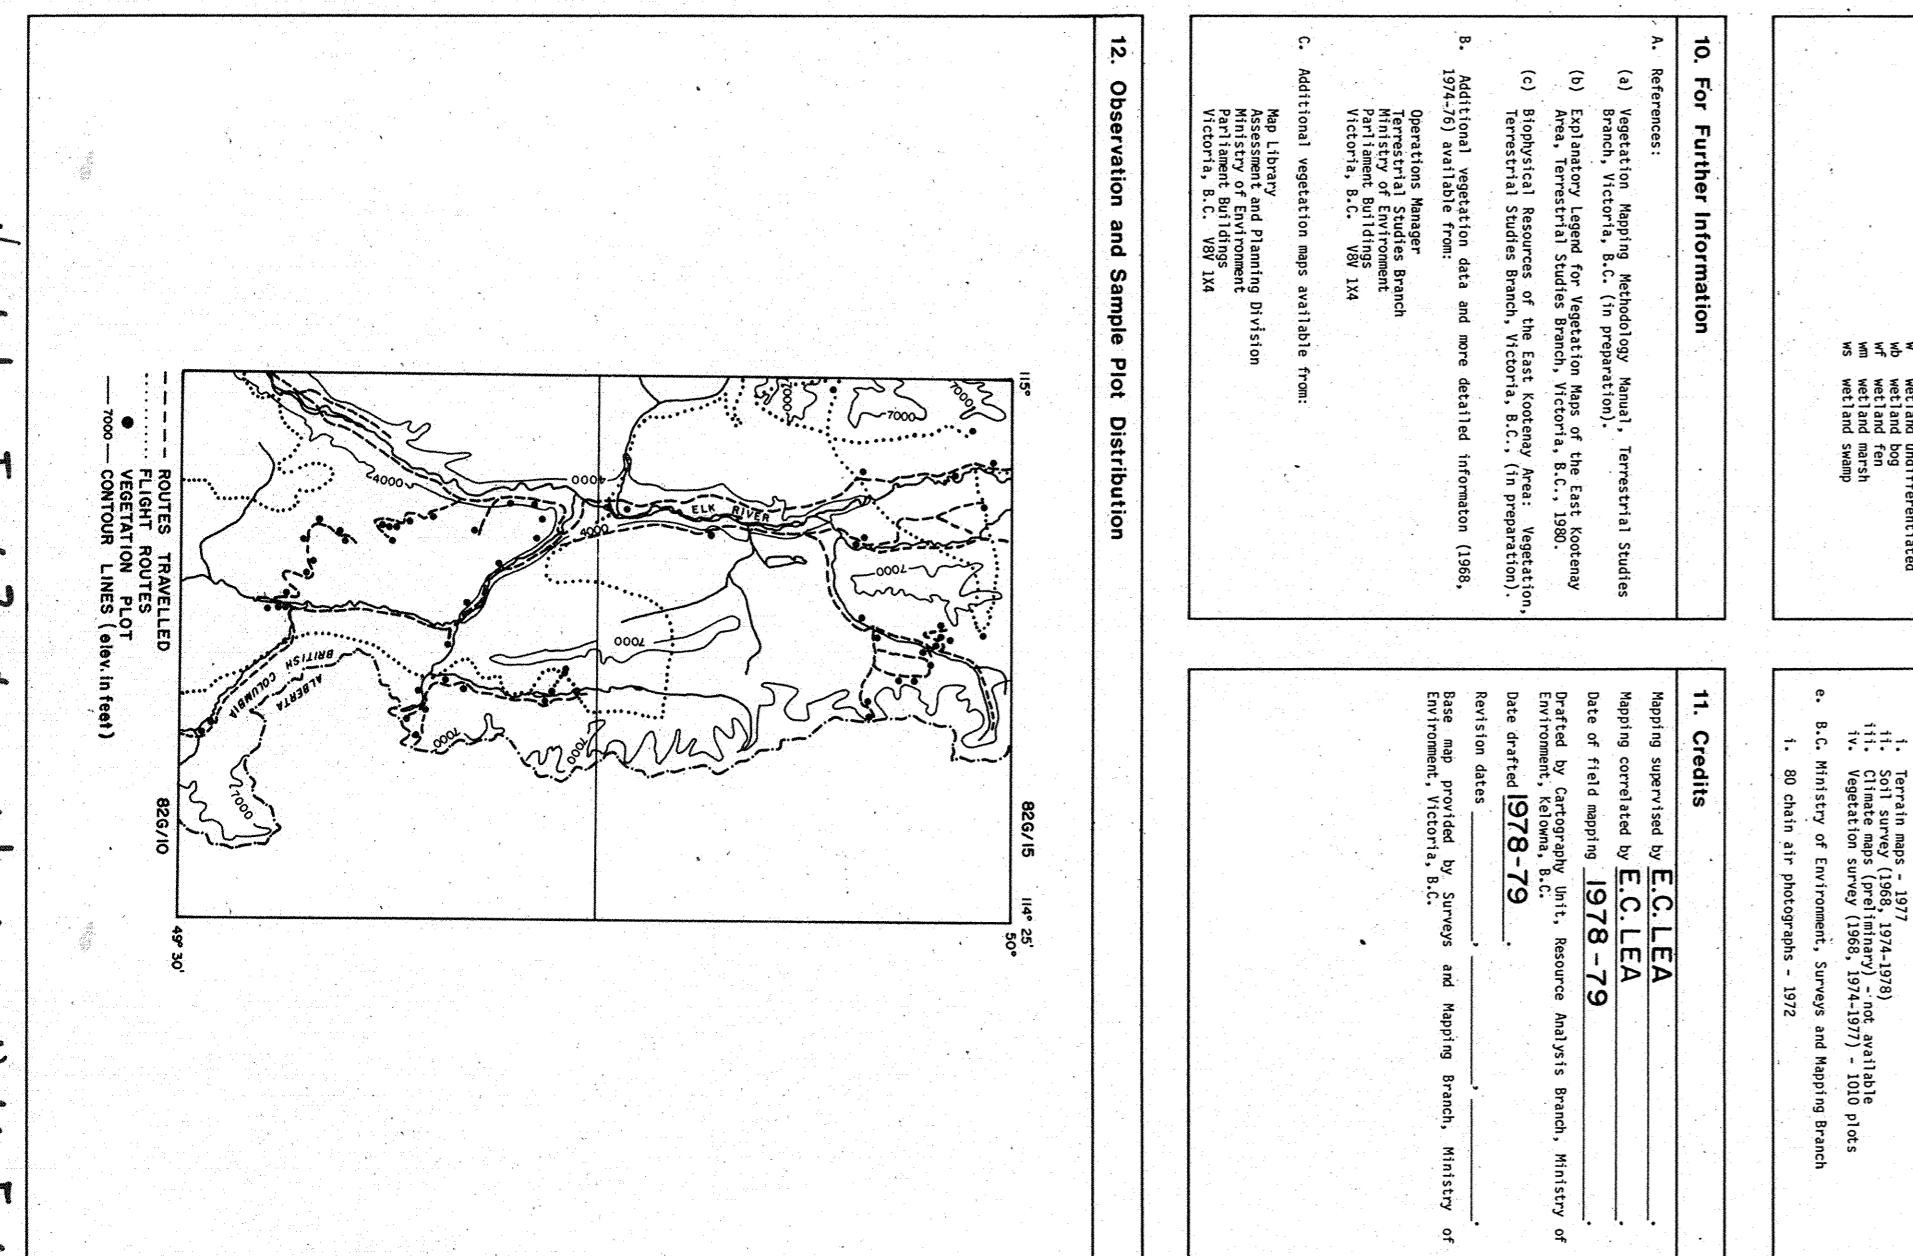 w wetland undifferentiated
wb wetland bog
wf wetland fen
wm wetland marsh
ws wetland swamp
i. Terrain maps - 1977
ii. Soil survey (1968, 1974-1978)
iii. Climate maps (preliminary) - not available
iv. Vegetation survey (1968, 1974-1977) - 1010 plots
e. B.C. Ministry of Environment, Surveys and Mapping Branch
i. 80 chain air photographs - 1972
10. For Further Information
A. References:
(a) Vegetation Mapping Methodology Manual, Terrestrial Studies
Branch, Victoria, B.C. (in preparation).
(b) Explanatory Legend for Vegetation Maps of the East Kootenay
Area, Terrestrial Studies Branch, Victoria, B.C., 1980.
(c) Biophysical Resources of the East Kootenay Area: Vegetation,
Terrestrial Studies Branch, Victoria, B.C., (in preparation).
B. Additional vegetation data and more detailed information (1968,
1974-76) available from:
Operations Manager
Terrestrial Studies Branch
Ministry of Environment
Parliament Buildings
Victoria, B.C. V8V 1X4
C. Additional vegetation maps available from:
Map Library
Assessment and Planning Division
Ministry of Environment
Parliament Buildings
Victoria, B.C. V8V 1X4
11. Credits
Mapping supervised by E.C. LEA.
Mapping correlated by E.C. LEA.
Date of field mapping 1978-79.
Drafted by Cartography Unit, Resource Analysis Branch, Ministry of
Environment, Kelowna, B.C.
Date drafted 1978-79.
Revision dates , , .
Base map provided by Surveys and Mapping Branch, Ministry of
Environment, Victoria, B.C.
12. Observation and Sample Plot Distribution
115°
82G/15
114° 25'
50°
7000
7000
7000
7000
ELK RIVER
4000
4000
7000
7000
4000
7000
BRITISH
COLUMBIA
ALBERTA
7000
82G/10
49° 30'
ROUTES TRAVELLED
FLIGHT ROUTES
VEGETATION PLOT
7000 CONTOUR LINES (elev. in feet)